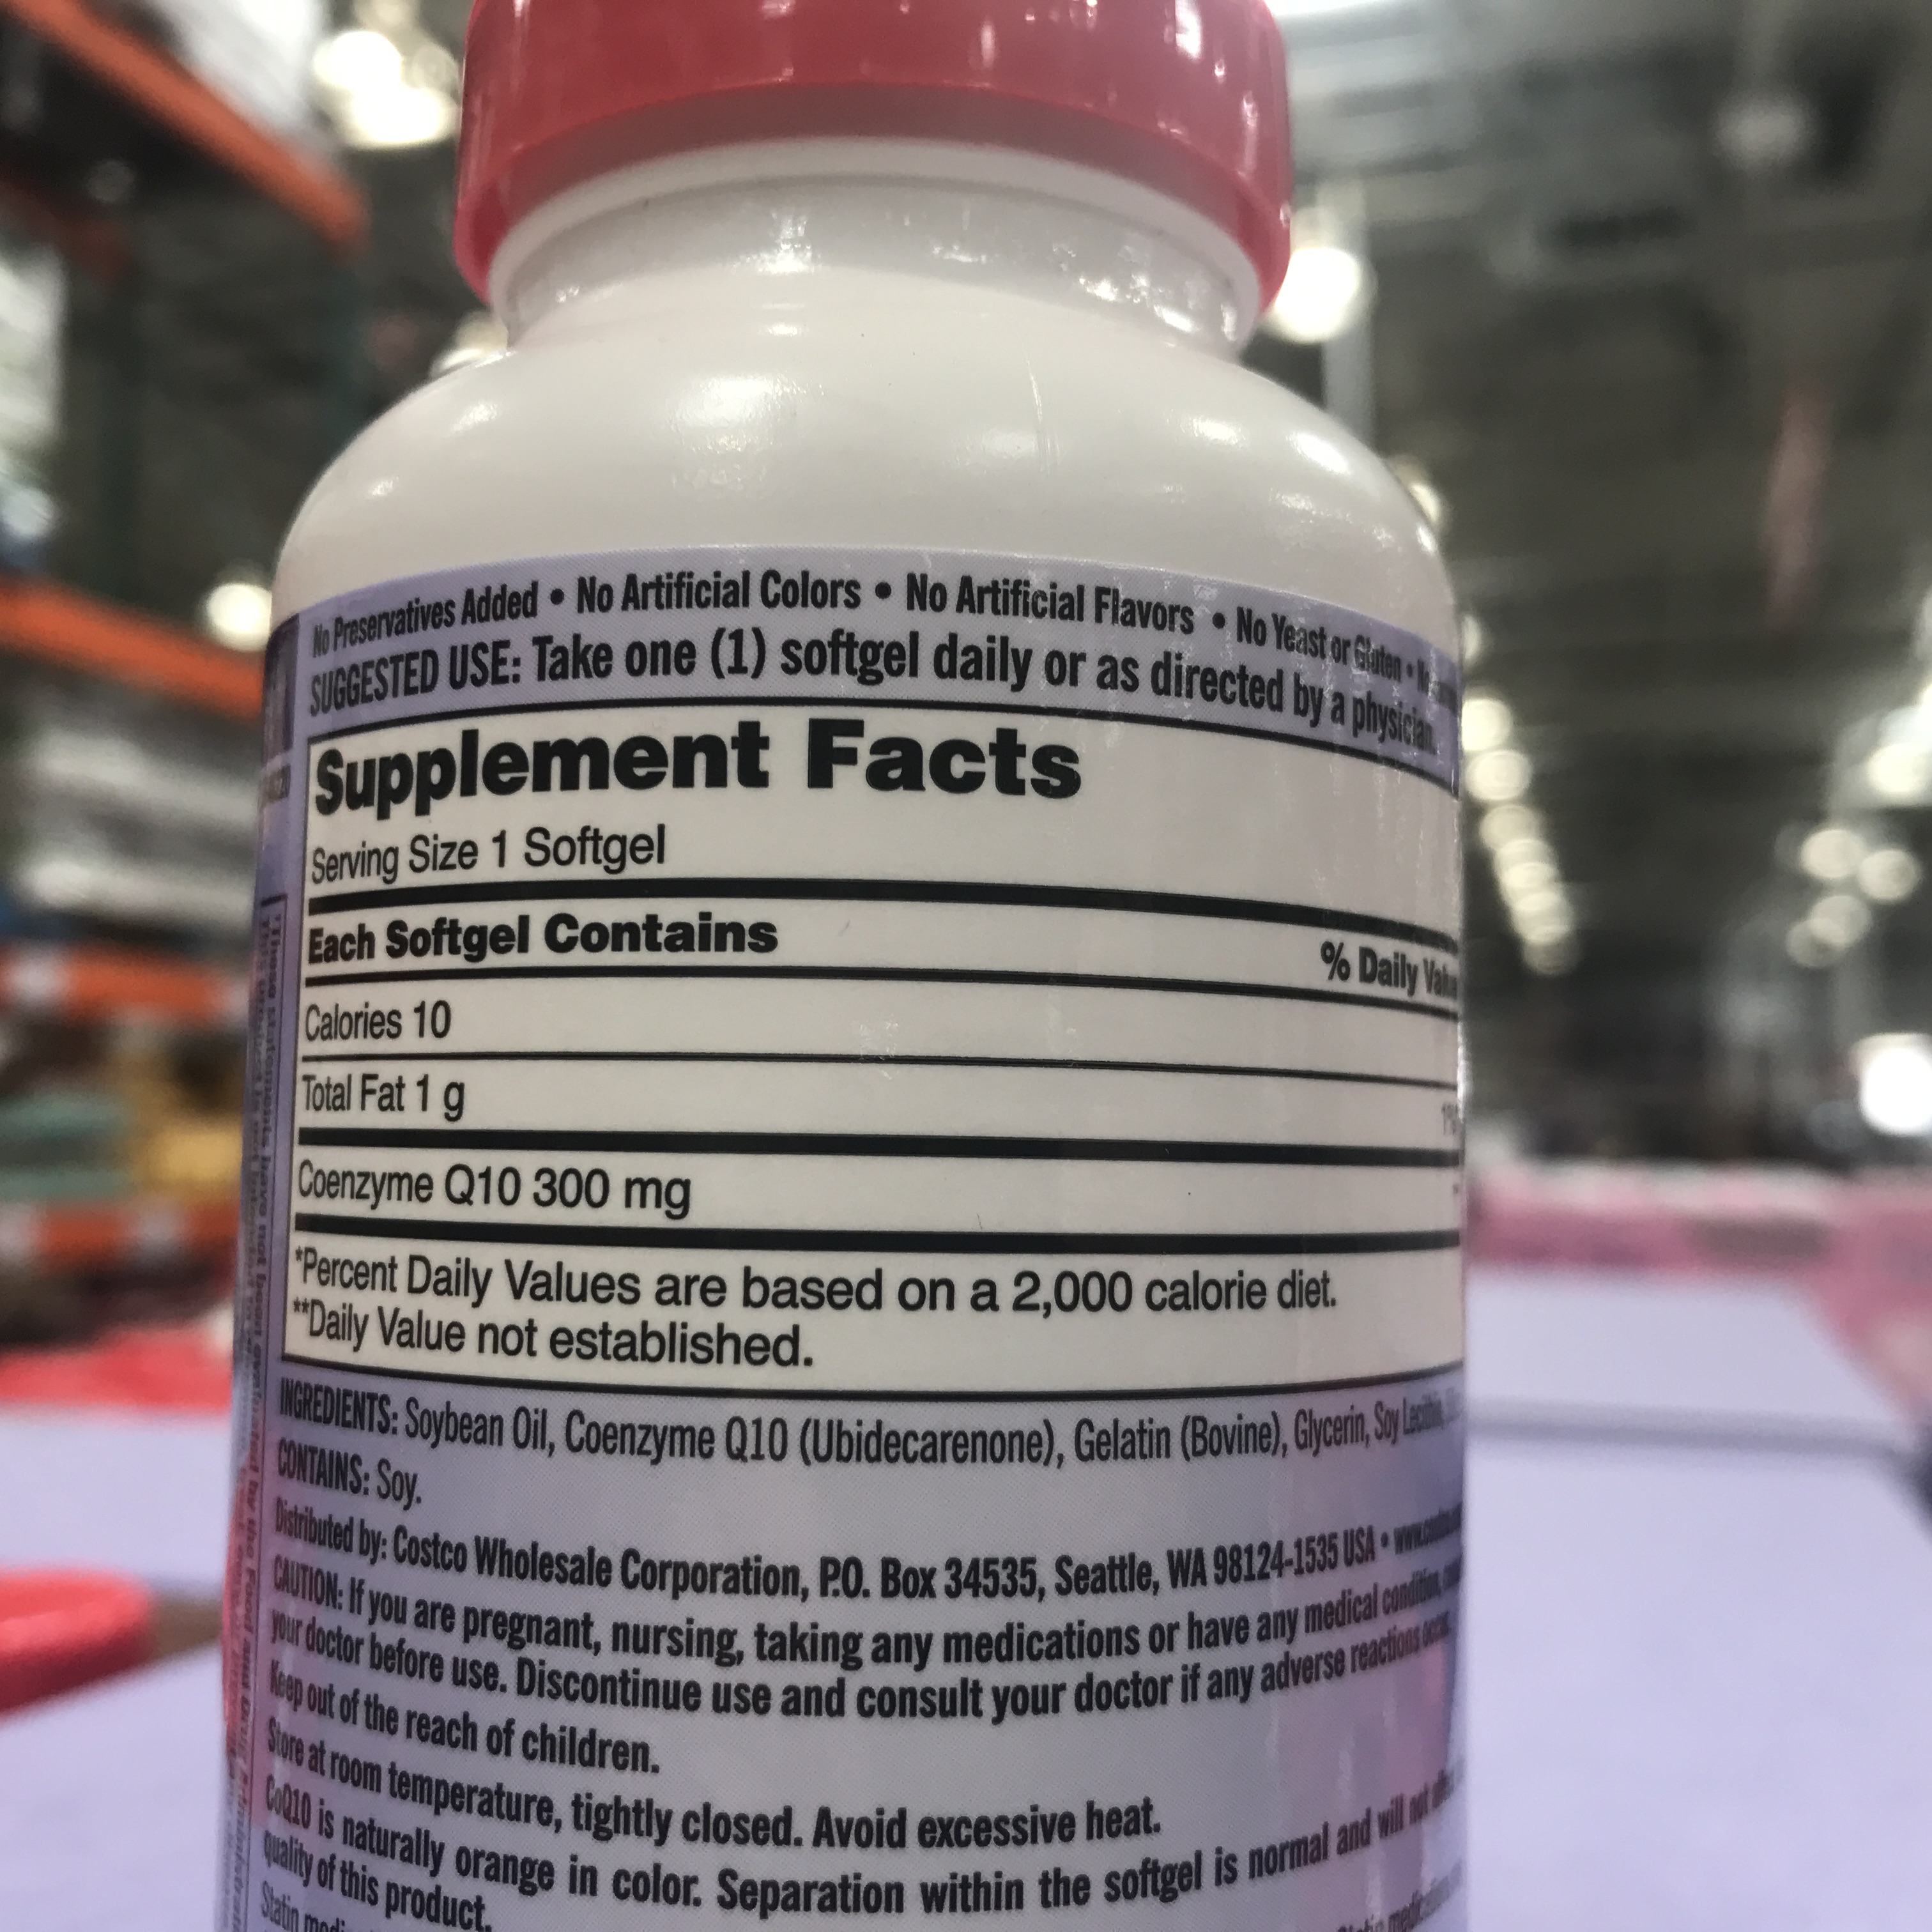 No Preservatives Added • No Artificial Colors • No Artificial Flavors • No Yeast or Gluten • No
SUGGESTED USE: Take one (1) softgel daily or as directed by a physician.
Supplement Facts
Serving Size 1 Softgel
Each Softgel Contains
% Daily
Calories 10
Total Fat 1 g
Coenzyme Q10 300 mg
*Percent Daily Values are based on a 2,000 calorie diet.
**Daily Value not established.
INGREDIENTS: Soybean Oil, Coenzyme Q10 (Ubidecarenone), Gelatin (Bovine), Glycerin, Soy Lecithin,
CONTAINS: Soy.
Distributed by: Costco Wholesale Corporation, P.O. Box 34535, Seattle, WA 98124-1535 USA •
CAUTION: If you are pregnant, nursing, taking any medications or have any medical condition,
your doctor before use. Discontinue use and consult your doctor if any adverse reactions occur.
Keep out of the reach of children.
Store at room temperature, tightly closed. Avoid excessive heat.
CoQ10 is naturally orange in color. Separation within the softgel is normal and will not
quality of this product.
Statin